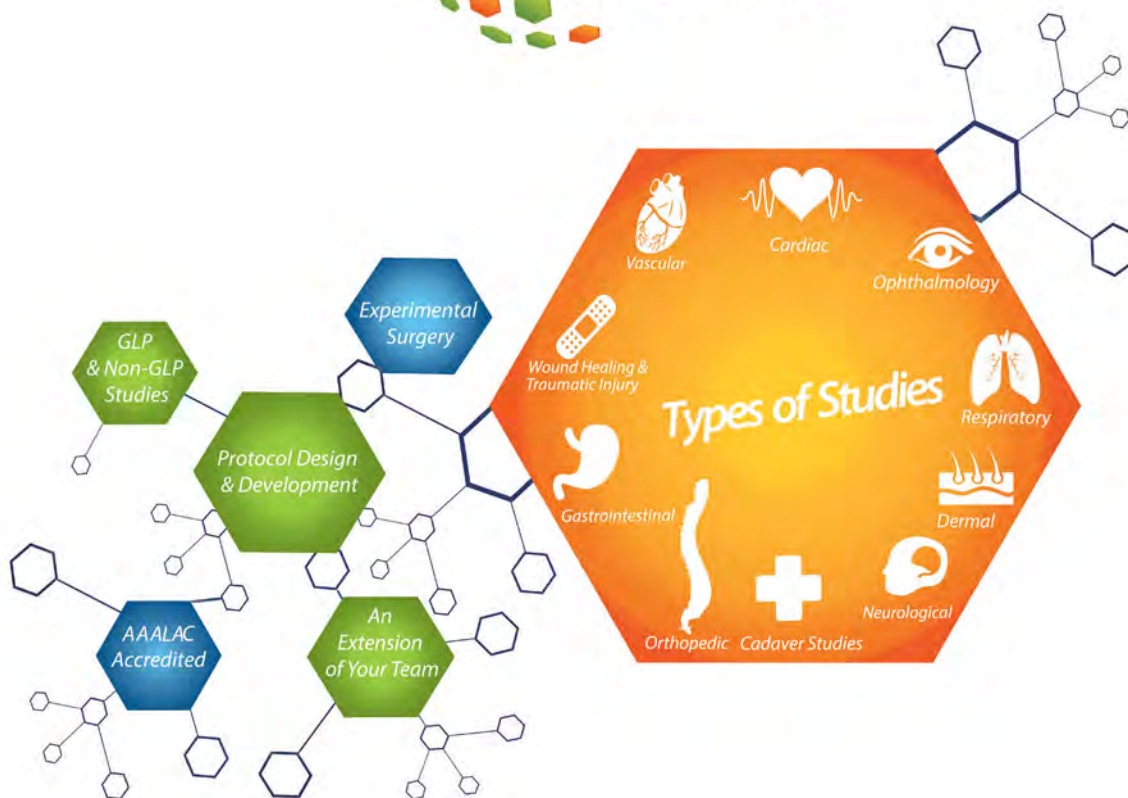 GLP
& Non-GLP
Studies
Experimental
Surgery
Protocol Design
& Development
AAALAC
Accredited
An
Extension
of Your Team
Types of Studies
Vascular
Cardiac
Ophthalmology
Wound Healing &
Traumatic Injury
Respiratory
Gastrointestinal
Dermal
Neurological
Orthopedic
Cadaver Studies